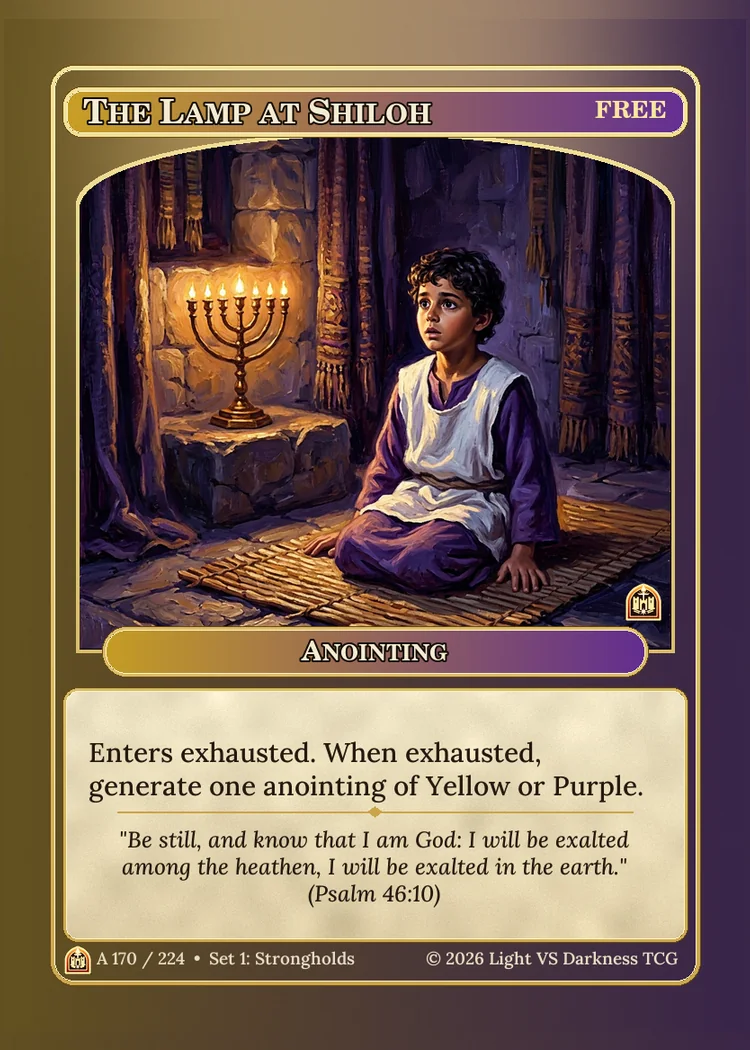 THE LAMP AT SHILOH
FREE
ANOINTING
Enters exhausted. When exhausted,
generate one anointing of Yellow or Purple.
"Be still, and know that I am God: I will be exalted
among the heathen, I will be exalted in the earth."
(Psalm 46:10)
A 170 / 224 • Set 1: Strongholds
© 2026 Light VS Darkness TCG